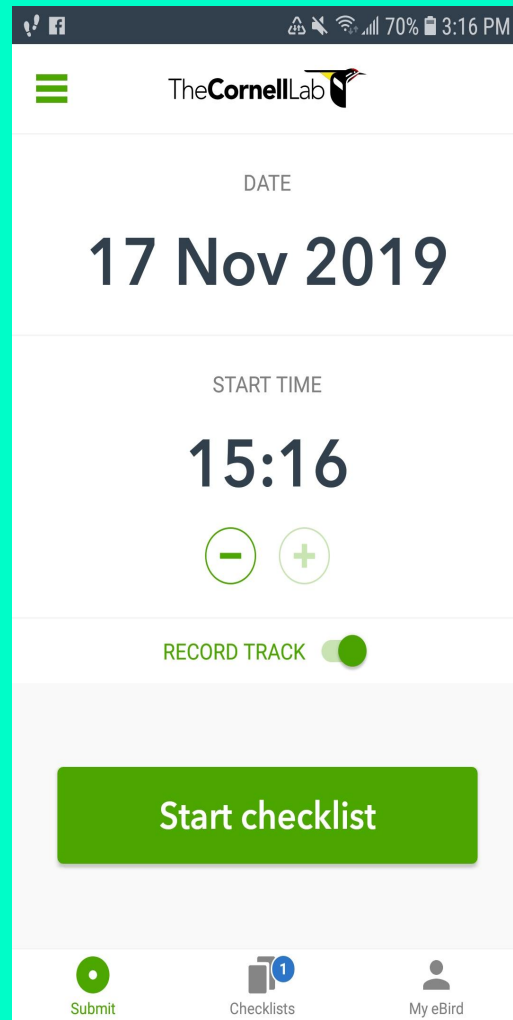 70% 3:16 PM
TheCornellLab
DATE
17 Nov 2019
START TIME
15:16
RECORD TRACK
Start checklist
1
Submit Checklists My eBird